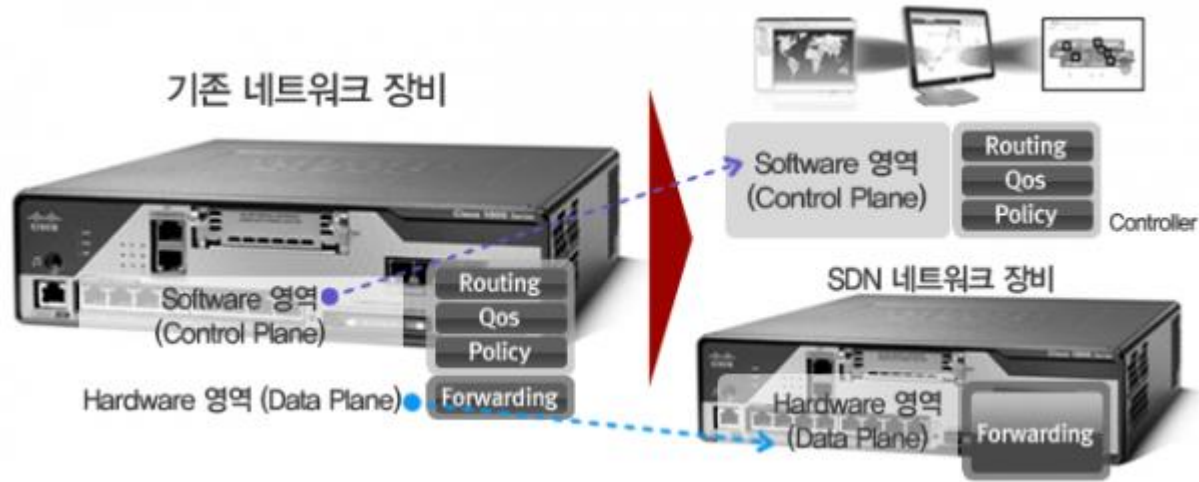 기존 네트워크 장비
CISCO
Software 영역
(Control Plane)
Routing
Qos
Policy
Hardware 영역 (Data Plane)
Forwarding
Software 영역
(Control Plane)
Routing
Qos
Policy
Controller
SDN 네트워크 장비
Hardware 영역
(Data Plane)
Forwarding